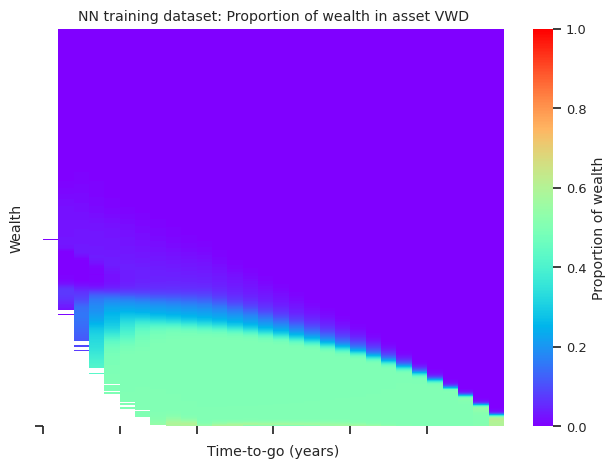 NN training dataset: Proportion of wealth in asset VWD
Wealth
Time-to-go (years)
1.0
0.8
0.6
0.4
0.2
0.0
Proportion of wealth